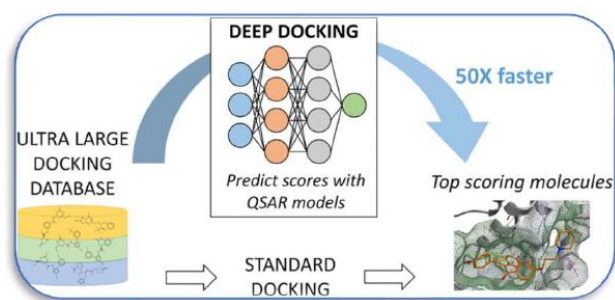 DEEP DOCKING
50X faster
ULTRA LARGE
DOCKING
DATABASE
Predict scores with
QSAR models
Top scoring molecules
STANDARD
DOCKING